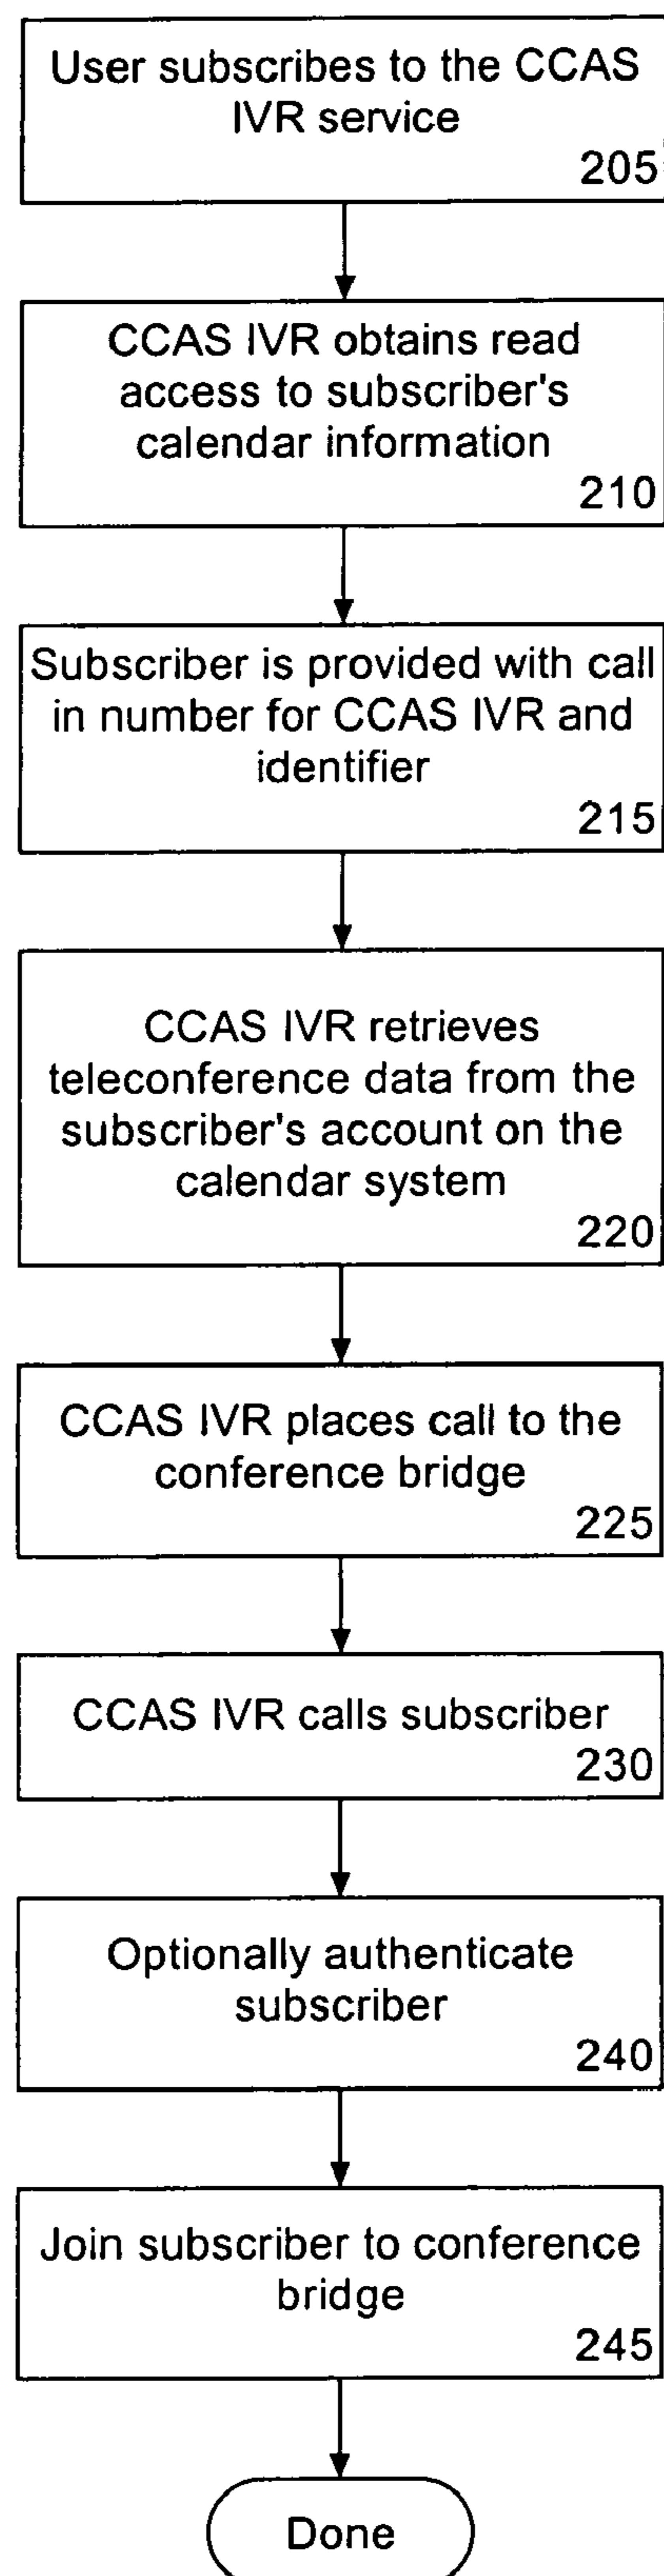 User subscribes to the CCAS
IVR service
205
CCAS IVR obtains read
access to subscriber's
calendar information
210
Subscriber is provided with call
in number for CCAS IVR and
identifier
215
CCAS IVR retrieves
teleconference data from the
subscriber's account on the
calendar system
220
CCAS IVR places call to the
conference bridge
225
CCAS IVR calls subscriber
230
Optionally authenticate
subscriber
240
Join subscriber to conference
bridge
245
Done